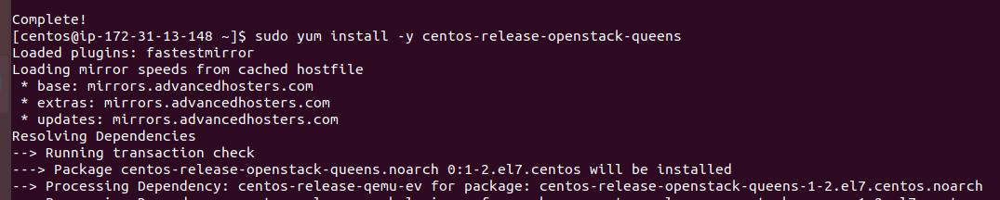 Complete!
[centos@ip-172-31-13-148 ~]$ sudo yum install -y centos-release-openstack-queens
Loaded plugins: fastestmirror
Loading mirror speeds from cached hostfile
 * base: mirrors.advancedhosters.com
 * extras: mirrors.advancedhosters.com
 * updates: mirrors.advancedhosters.com
Resolving Dependencies
--> Running transaction check
---> Package centos-release-openstack-queens.noarch 0:1-2.el7.centos will be installed
--> Processing Dependency: centos-release-qemu-ev for package: centos-release-openstack-queens-1-2.el7.centos.noarch